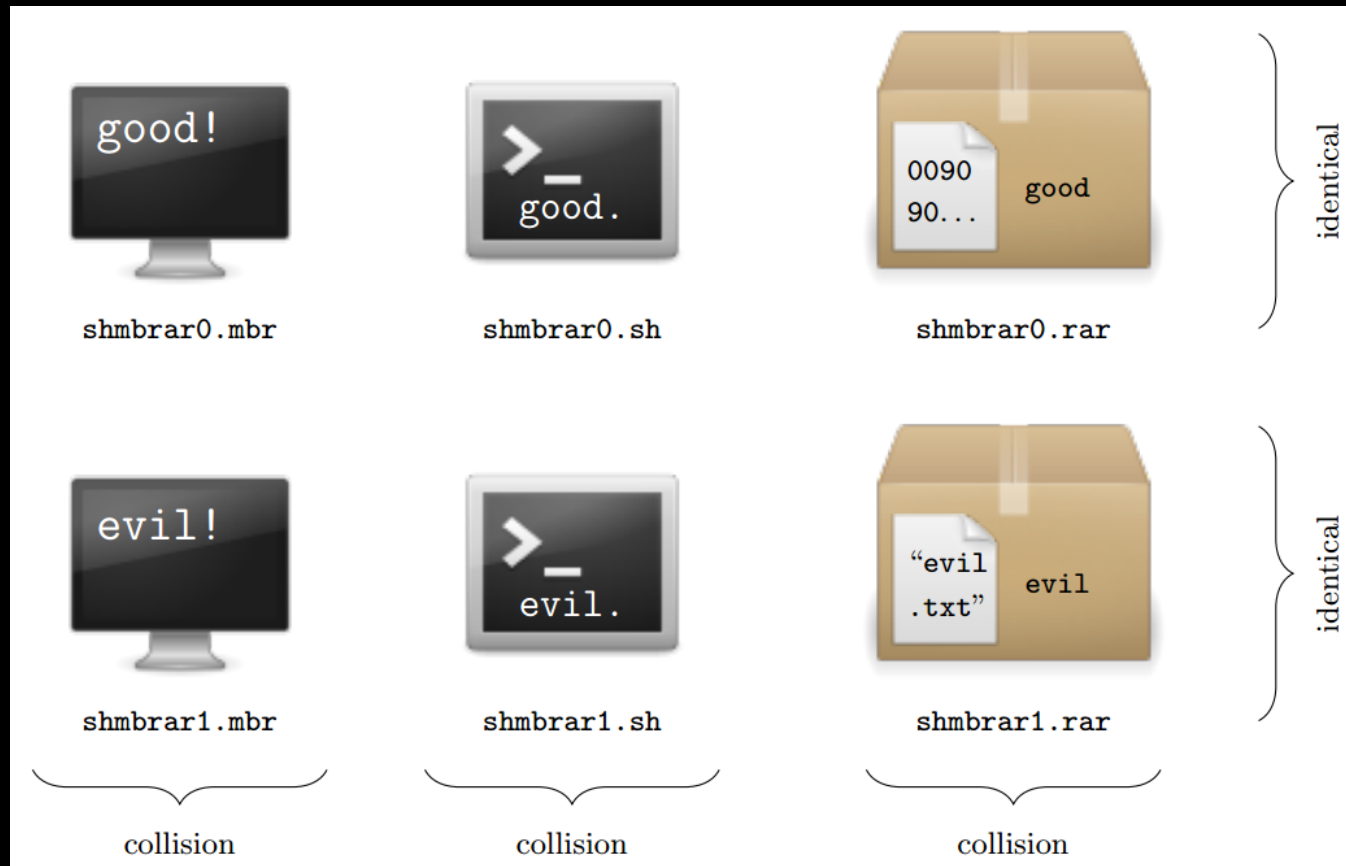 good!
>_
good.
0090
90...
good
identical
shmbrar0.mbr
shmbrar0.sh
shmbrar0.rar
evil!
>_
evil.
“evil
.txt”
evil
identical
shmbrar1.mbr
shmbrar1.sh
shmbrar1.rar
collision
collision
collision